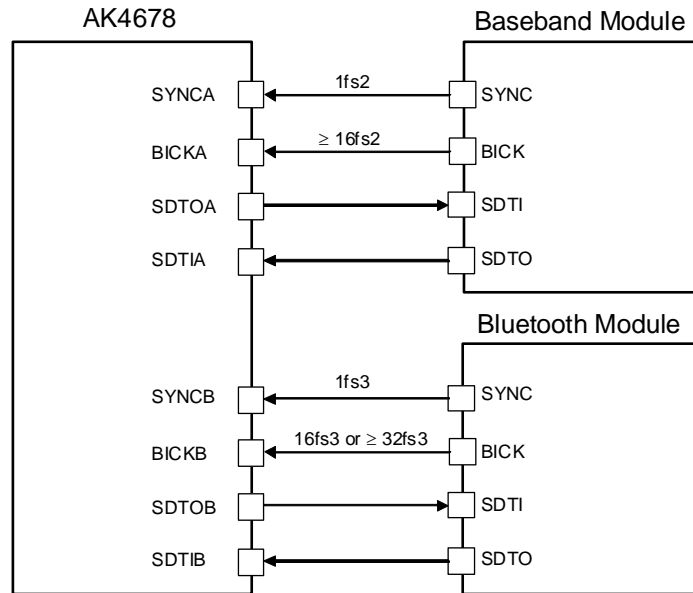 AK4678
Baseband Module
SYNCA
1fs2
SYNC
BICKA
≥ 16fs2
BICK
SDTOA
SDTI
SDTIA
SDTO
Bluetooth Module
SYNCB
1fs3
SYNC
BICKB
16fs3 or ≥ 32fs3
BICK
SDTOB
SDTI
SDTIB
SDTO